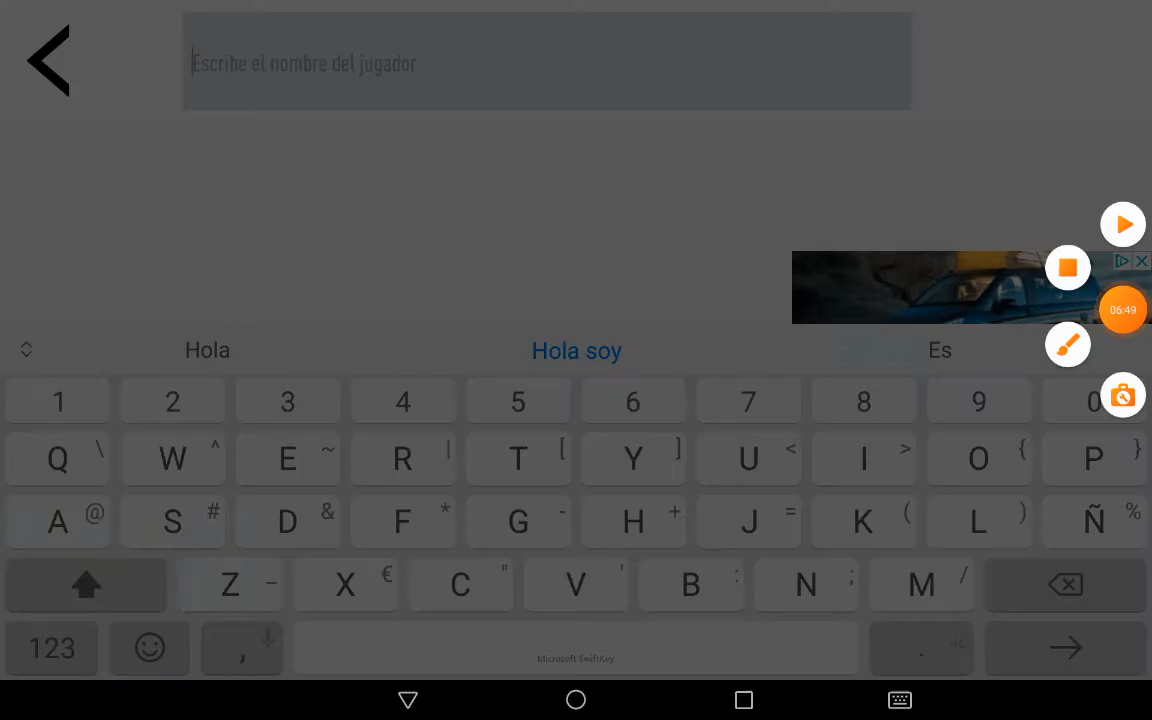 Escribe el nombre del jugador
06:49
Hola Hola soy Es
1 2 3 4 5 6 7 8 9 0
Q \ W ^ E ~ R | T [ Y ] U < I > O { P }
A @ S # D & F * G - H + J = K ( L ) Ñ %
Z _ X € C " V ' B : N ; M /
123 , Microsoft SwiftKey .